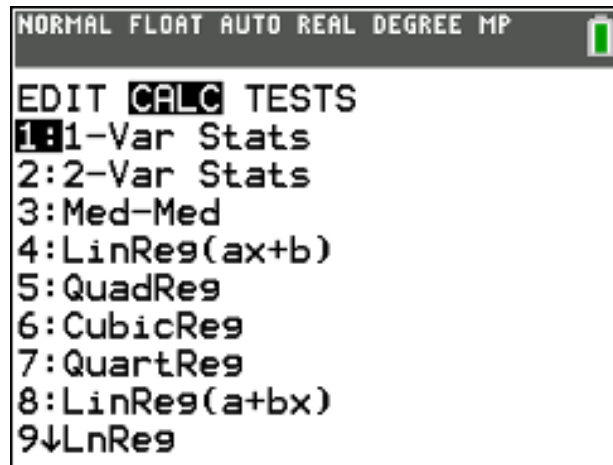 NORMAL FLOAT AUTO REAL DEGREE MP
EDIT CALC TESTS
1:1-Var Stats
2:2-Var Stats
3:Med-Med
4:LinReg(ax+b)
5:QuadReg
6:CubicReg
7:QuartReg
8:LinReg(a+bx)
9↓LnReg